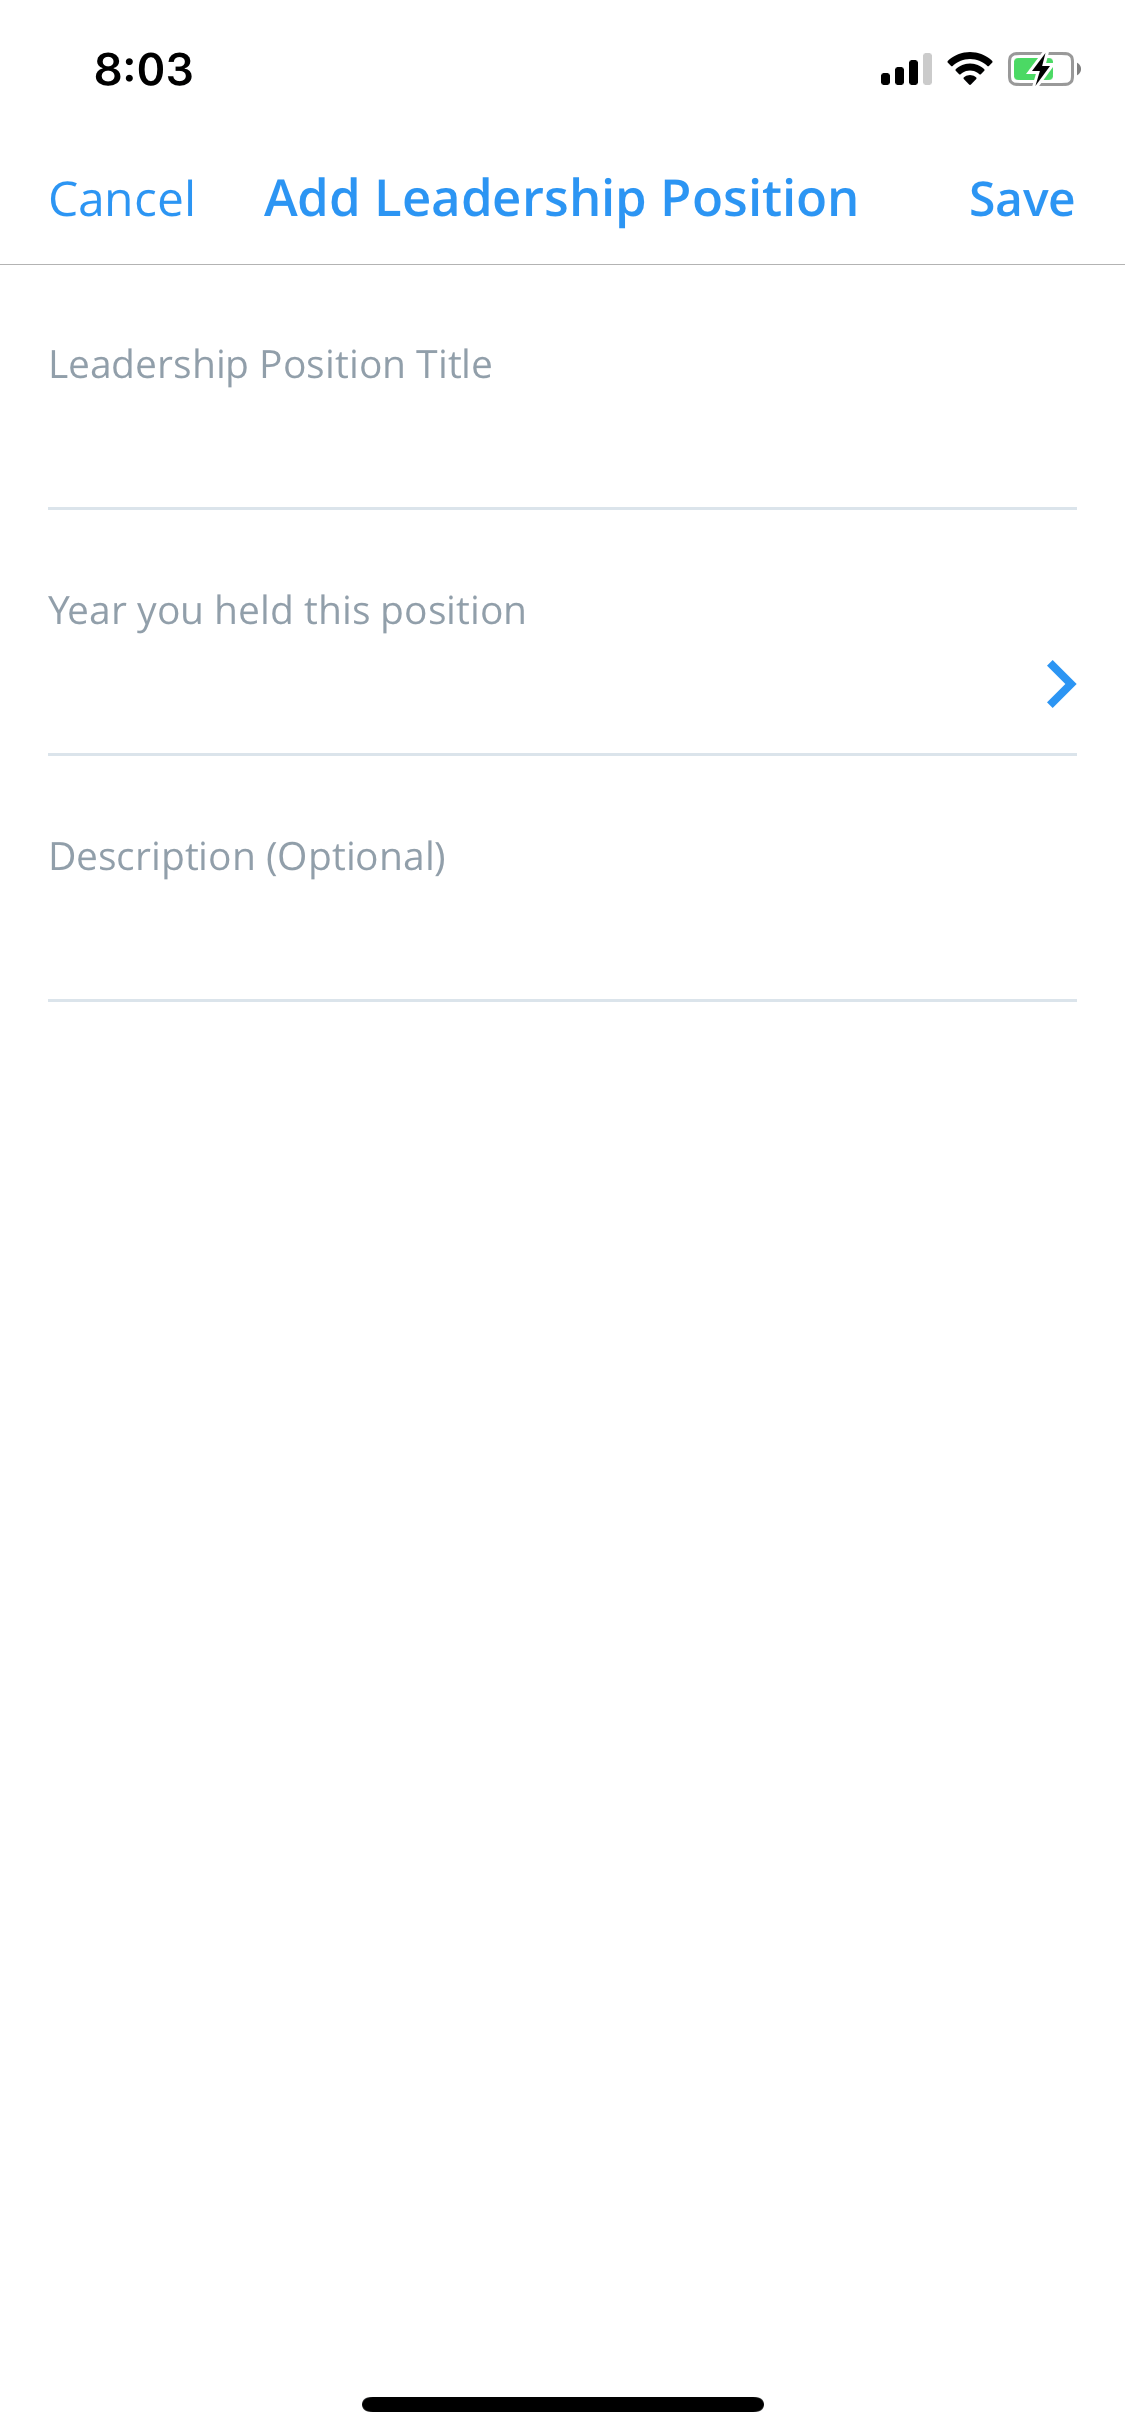 8:03
Cancel Add Leadership Position Save
Leadership Position Title
Year you held this position
Description (Optional)